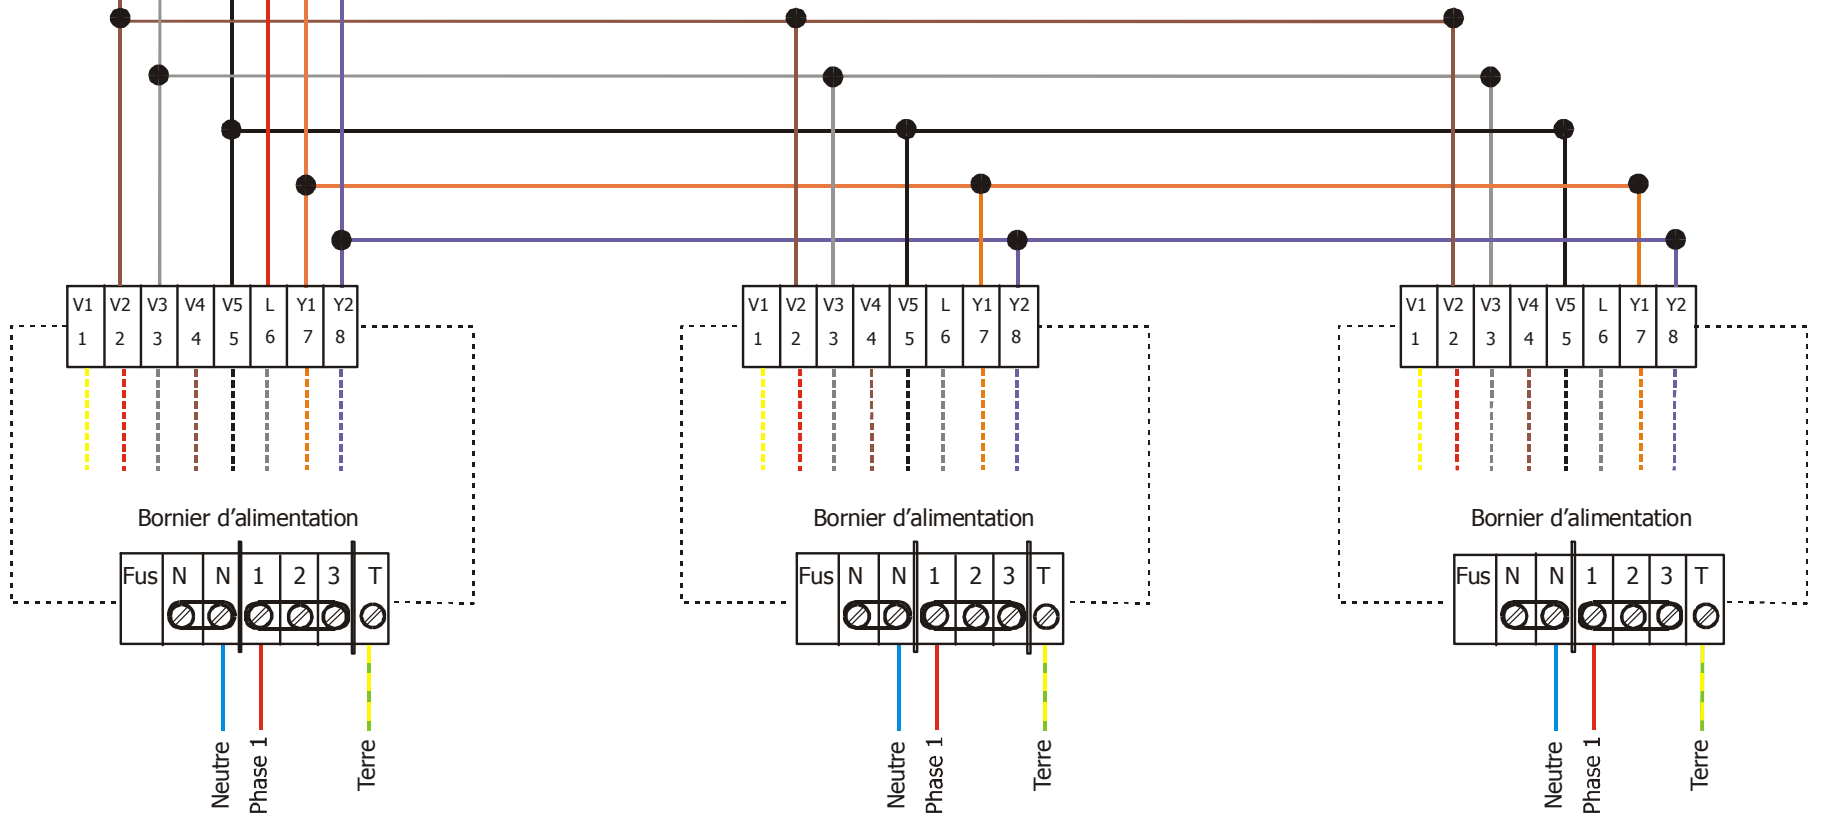 V1 V2 V3 V4 V5 L Y1 Y2
1 2 3 4 5 6 7 8
V1 V2 V3 V4 V5 L Y1 Y2
1 2 3 4 5 6 7 8
V1 V2 V3 V4 V5 L Y1 Y2
1 2 3 4 5 6 7 8
Bornier d’alimentation
Fus N N 1 2 3 T
Neutre
Phase 1
Terre
Bornier d’alimentation
Fus N N 1 2 3 T
Neutre
Phase 1
Terre
Bornier d’alimentation
Fus N N 1 2 3 T
Neutre
Phase 1
Terre